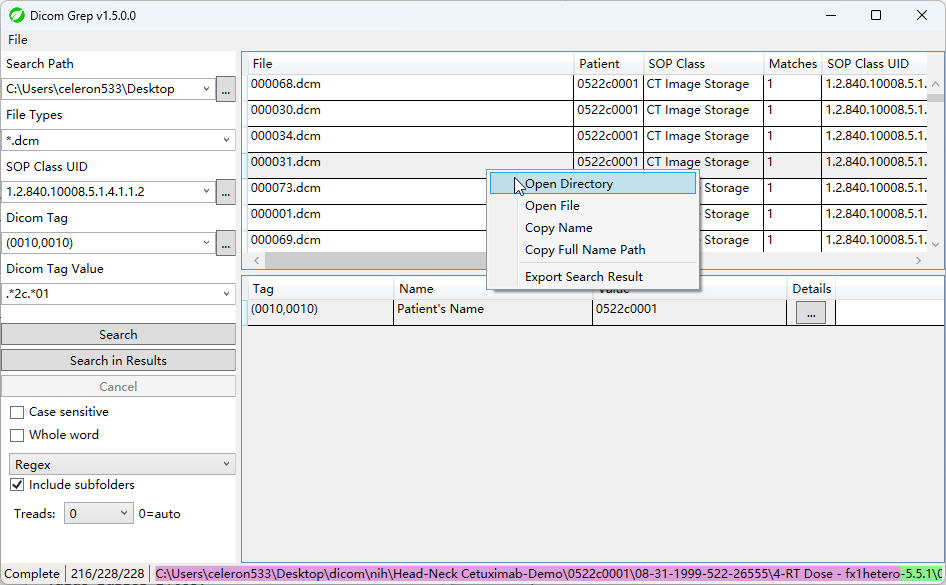 Dicom Grep v1.5.0.0
File
Search Path
C:\Users\celeron533\Desktop
...
File Types
*.dcm
SOP Class UID
1.2.840.10008.5.1.4.1.1.2
...
Dicom Tag
(0010,0010)
...
Dicom Tag Value
.*2c.*01
Search
Search in Results
Cancel
Case sensitive
Whole word
Regex
Include subfolders
Treads: 0 0=auto
File Patient SOP Class Matches SOP Class UID
000068.dcm 0522c0001 CT Image Storage 1 1.2.840.10008.5.1.
000030.dcm 0522c0001 CT Image Storage 1 1.2.840.10008.5.1.
000034.dcm 0522c0001 CT Image Storage 1 1.2.840.10008.5.1.
000031.dcm 0522c0001 CT Image Storage 1 1.2.840.10008.5.1.
000073.dcm Storage 1 1.2.840.10008.5.1.
000001.dcm Storage 1 1.2.840.10008.5.1.
000069.dcm Storage 1 1.2.840.10008.5.1.
Open Directory
Open File
Copy Name
Copy Full Name Path
Export Search Result
Tag Name Details
(0010,0010) Patient's Name 0522c0001 ...
Complete 216/228/228 C:\Users\celeron533\Desktop\dicom\nih\Head-Neck Cetuximab-Demo\0522c0001\08-31-1999-522-26555\4-RT Dose - fx1hetero-5.5.1\(